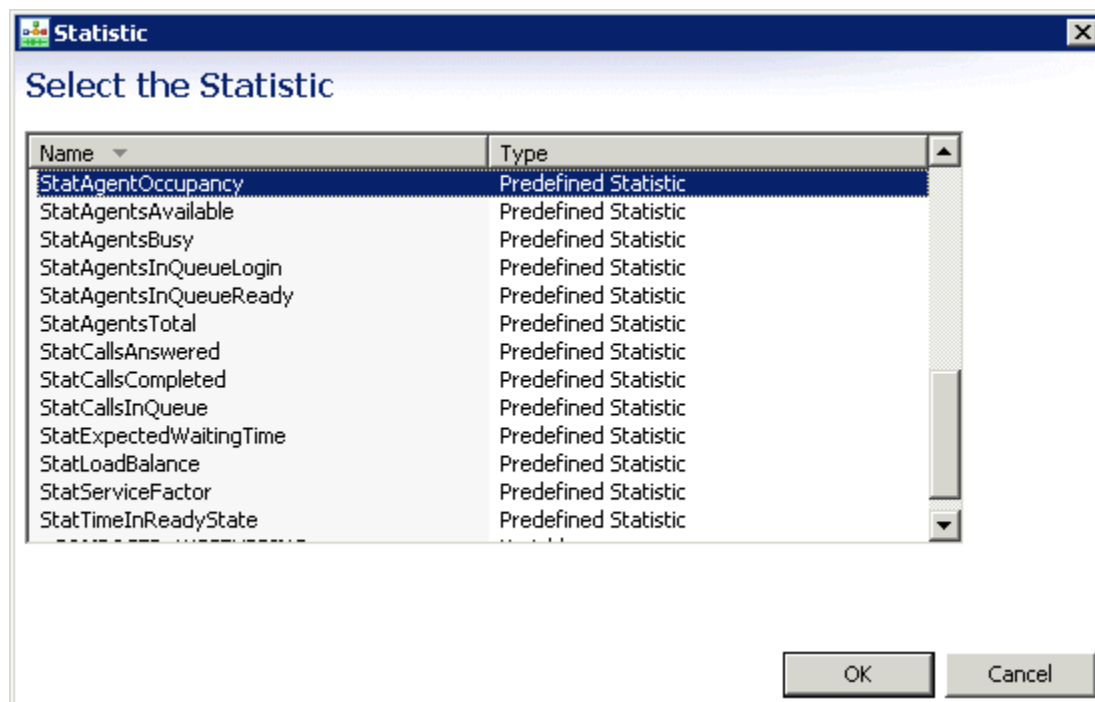 Statistic
Select the Statistic
Name Type
StatAgentOccupancy Predefined Statistic
StatAgentsAvailable Predefined Statistic
StatAgentsBusy Predefined Statistic
StatAgentsInQueueLogin Predefined Statistic
StatAgentsInQueueReady Predefined Statistic
StatAgentsTotal Predefined Statistic
StatCallsAnswered Predefined Statistic
StatCallsCompleted Predefined Statistic
StatCallsInQueue Predefined Statistic
StatExpectedWaitingTime Predefined Statistic
StatLoadBalance Predefined Statistic
StatServiceFactor Predefined Statistic
StatTimeInReadyState Predefined Statistic
OK Cancel